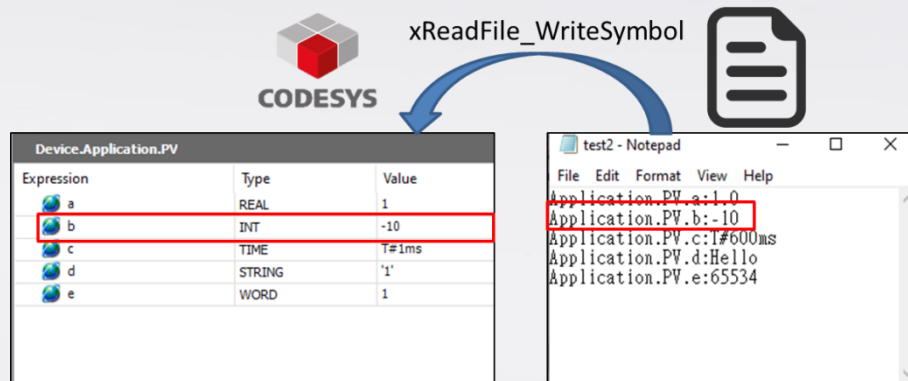 xReadFile_WriteSymbol
CODESYS
Device.Application.PV
Expression Type Value
a REAL 1
b INT -10
c TIME T#1ms
d STRING '1'
e WORD 1
test2 - Notepad
File Edit Format View Help
Application.PV.a:1.0
Application.PV.b:-10
Application.PV.c:T#600ms
Application.PV.d:Hello
Application.PV.e:65534